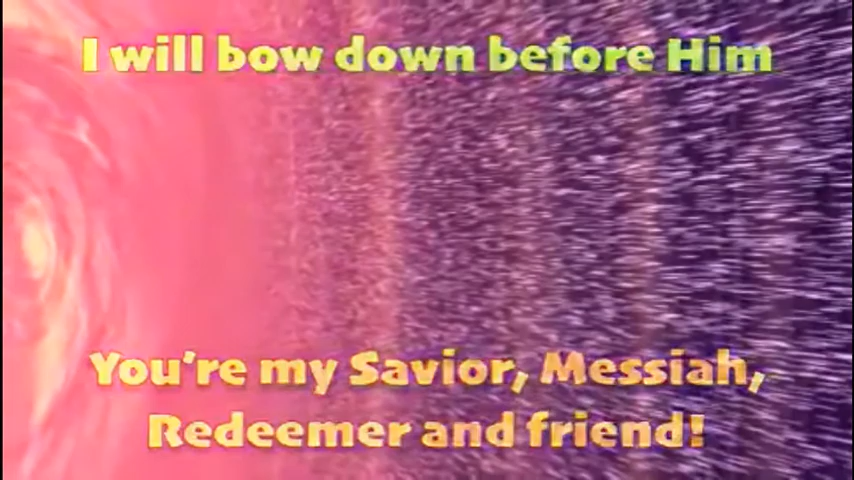 I will bow down before Him
You're my Savior, Messiah,
Redeemer and friend!